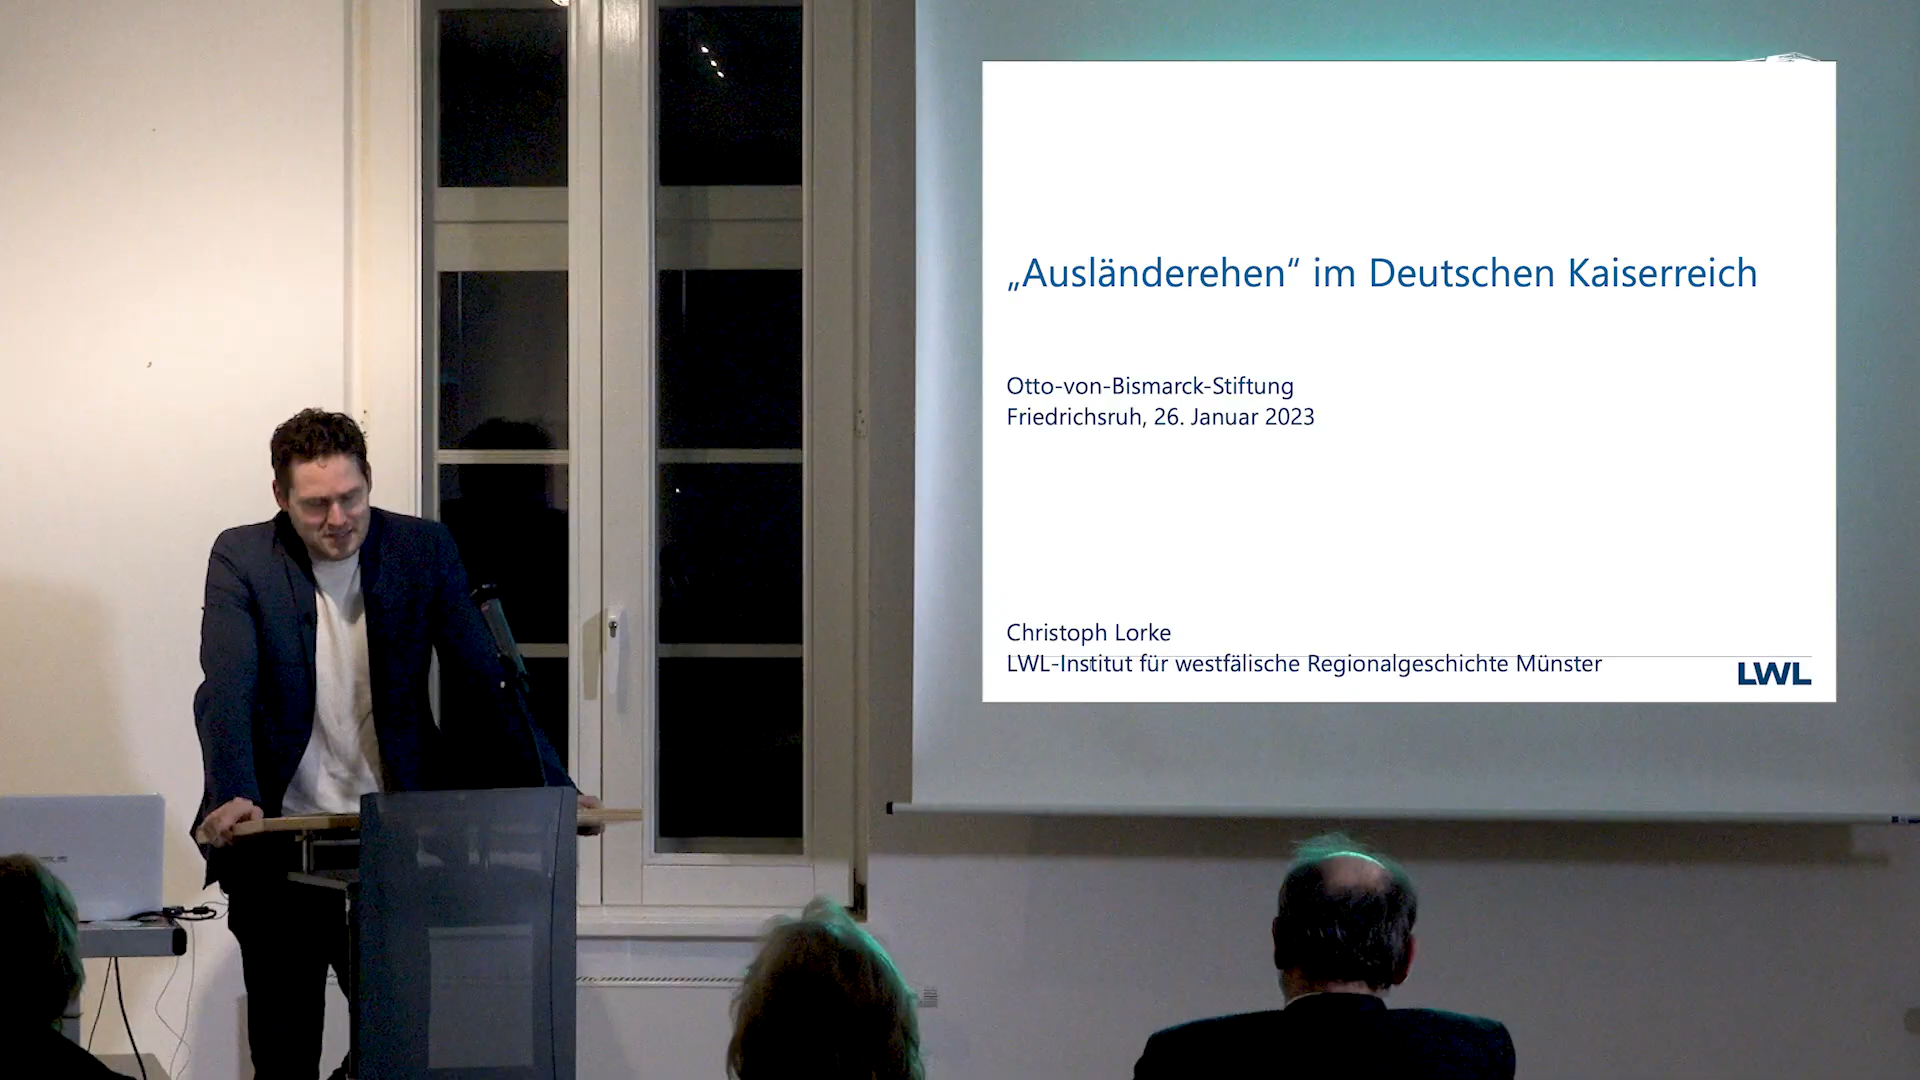 „Ausländerehen“ im Deutschen Kaiserreich
Otto-von-Bismarck-Stiftung
Friedrichsruh, 26. Januar 2023
Christoph Lorke
LWL-Institut für westfälische Regionalgeschichte Münster
LWL